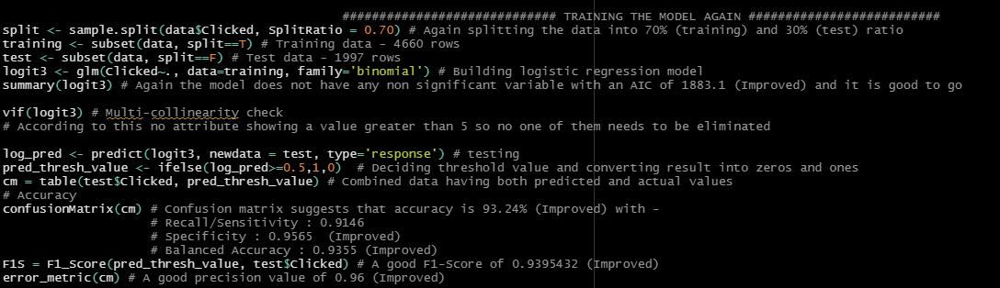 ############################# TRAINING THE MODEL AGAIN ##########################
split <- sample.split(data$Clicked, SplitRatio = 0.70) # Again splitting the data into 70% (training) and 30% (test) ratio
training <- subset(data, split==T) # Training data - 4660 rows
test <- subset(data, split==F) # Test data - 1997 rows
logit3 <- glm(Clicked~., data=training, family='binomial') # Building logistic regression model
summary(logit3) # Again the model does not have any non significant variable with an AIC of 1883.1 (Improved) and it is good to go
vif(logit3) # Multi-collinearity check
# According to this no attribute showing a value greater than 5 so no one of them needs to be eliminated
log_pred <- predict(logit3, newdata = test, type='response') # testing
pred_thresh_value <- ifelse(log_pred>=0.5,1,0)  # Deciding threshold value and converting result into zeros and ones
cm = table(test$Clicked, pred_thresh_value) # Combined data having both predicted and actual values
# Accuracy
confusionMatrix(cm) # Confusion matrix suggests that accuracy is 93.24% (Improved) with -
# Recall/Sensitivity : 0.9146
# Specificity : 0.9565  (Improved)
# Balanced Accuracy : 0.9355 (Improved)
F1S = F1_Score(pred_thresh_value, test$Clicked) # A good F1-Score of 0.9395432 (Improved)
error_metric(cm) # A good precision value of 0.96 (Improved)